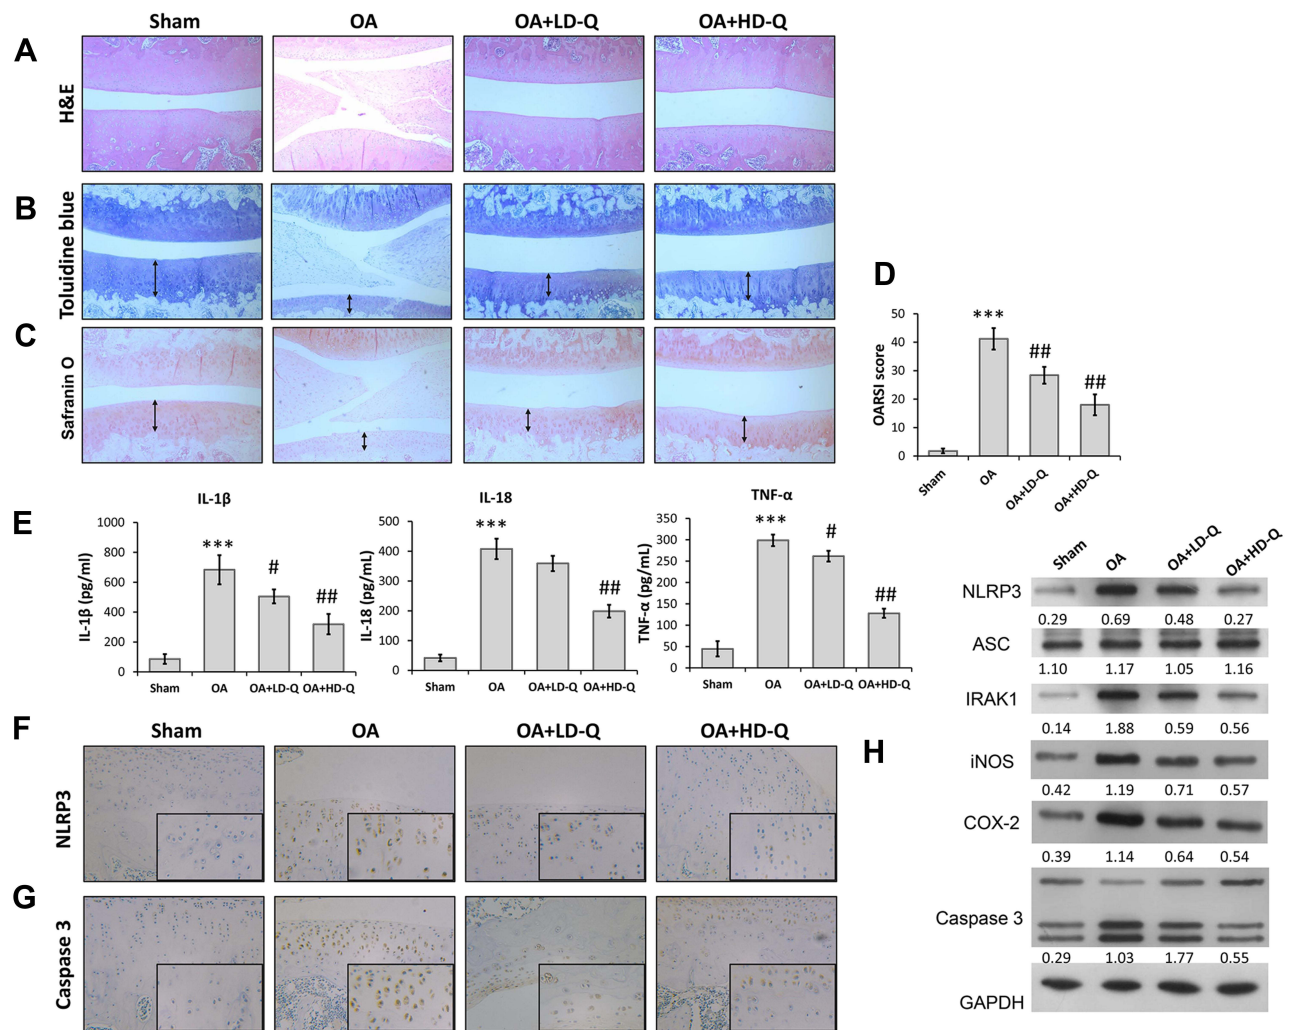 Sham OA OA+LD-Q OA+HD-Q
A
H&E
B
Toluidine blue
C
Safranin O
D
OARSI score
50
40
30
20
10
0
***
##
##
Sham OA OA+LD-Q OA+HD-Q
E
IL-1β
IL-1β (pg/ml)
1000
800
600
400
200
0
***
#
##
Sham OA OA+LD-Q OA+HD-Q
IL-18
IL-18 (pg/mL)
500
400
300
200
100
0
***
##
Sham OA OA+LD-Q OA+HD-Q
TNF-α
TNF-α (pg/mL)
350
300
250
200
150
100
50
0
***
#
##
Sham OA OA+LD-Q OA+HD-Q
F
Sham OA OA+LD-Q OA+HD-Q
NLRP3
G
Caspase 3
H
Sham OA OA+LD-Q OA+HD-Q
NLRP3
0.29 0.69 0.48 0.27
ASC
1.10 1.17 1.05 1.16
IRAK1
0.14 1.88 0.59 0.56
iNOS
0.42 1.19 0.71 0.57
COX-2
0.39 1.14 0.64 0.54
Caspase 3
0.29 1.03 1.77 0.55
GAPDH